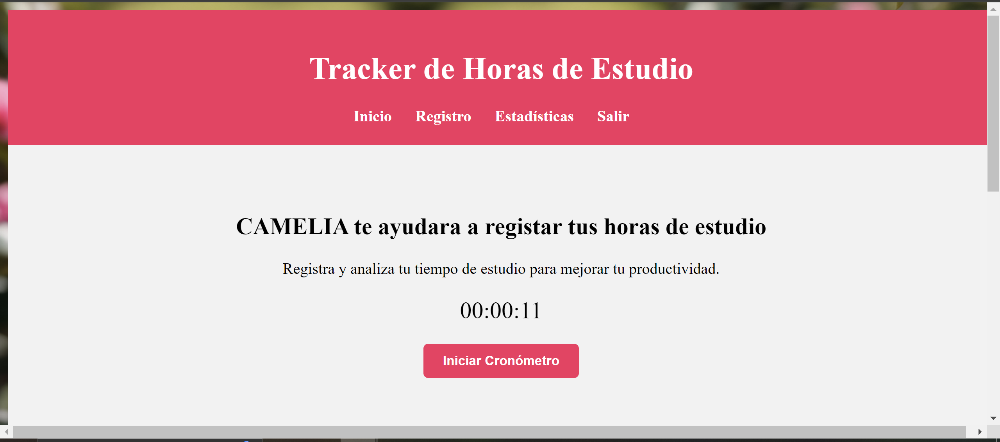 Tracker de Horas de Estudio
Inicio Registro Estadísticas Salir
CAMELIA te ayudara a registar tus horas de estudio
Registra y analiza tu tiempo de estudio para mejorar tu productividad.
00:00:11
Iniciar Cronómetro